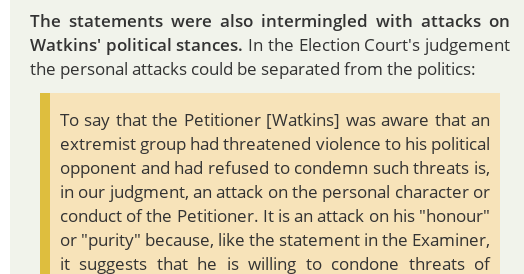 The statements were also intermingled with attacks on
Watkins' political stances. In the Election Court's judgement
the personal attacks could be separated from the politics:
To say that the Petitioner [Watkins] was aware that an
extremist group had threatened violence to his political
opponent and had refused to condemn such threats is,
in our judgment, an attack on the personal character or
conduct of the Petitioner. It is an attack on his "honour"
or "purity" because, like the statement in the Examiner,
it suggests that he is willing to condone threats of